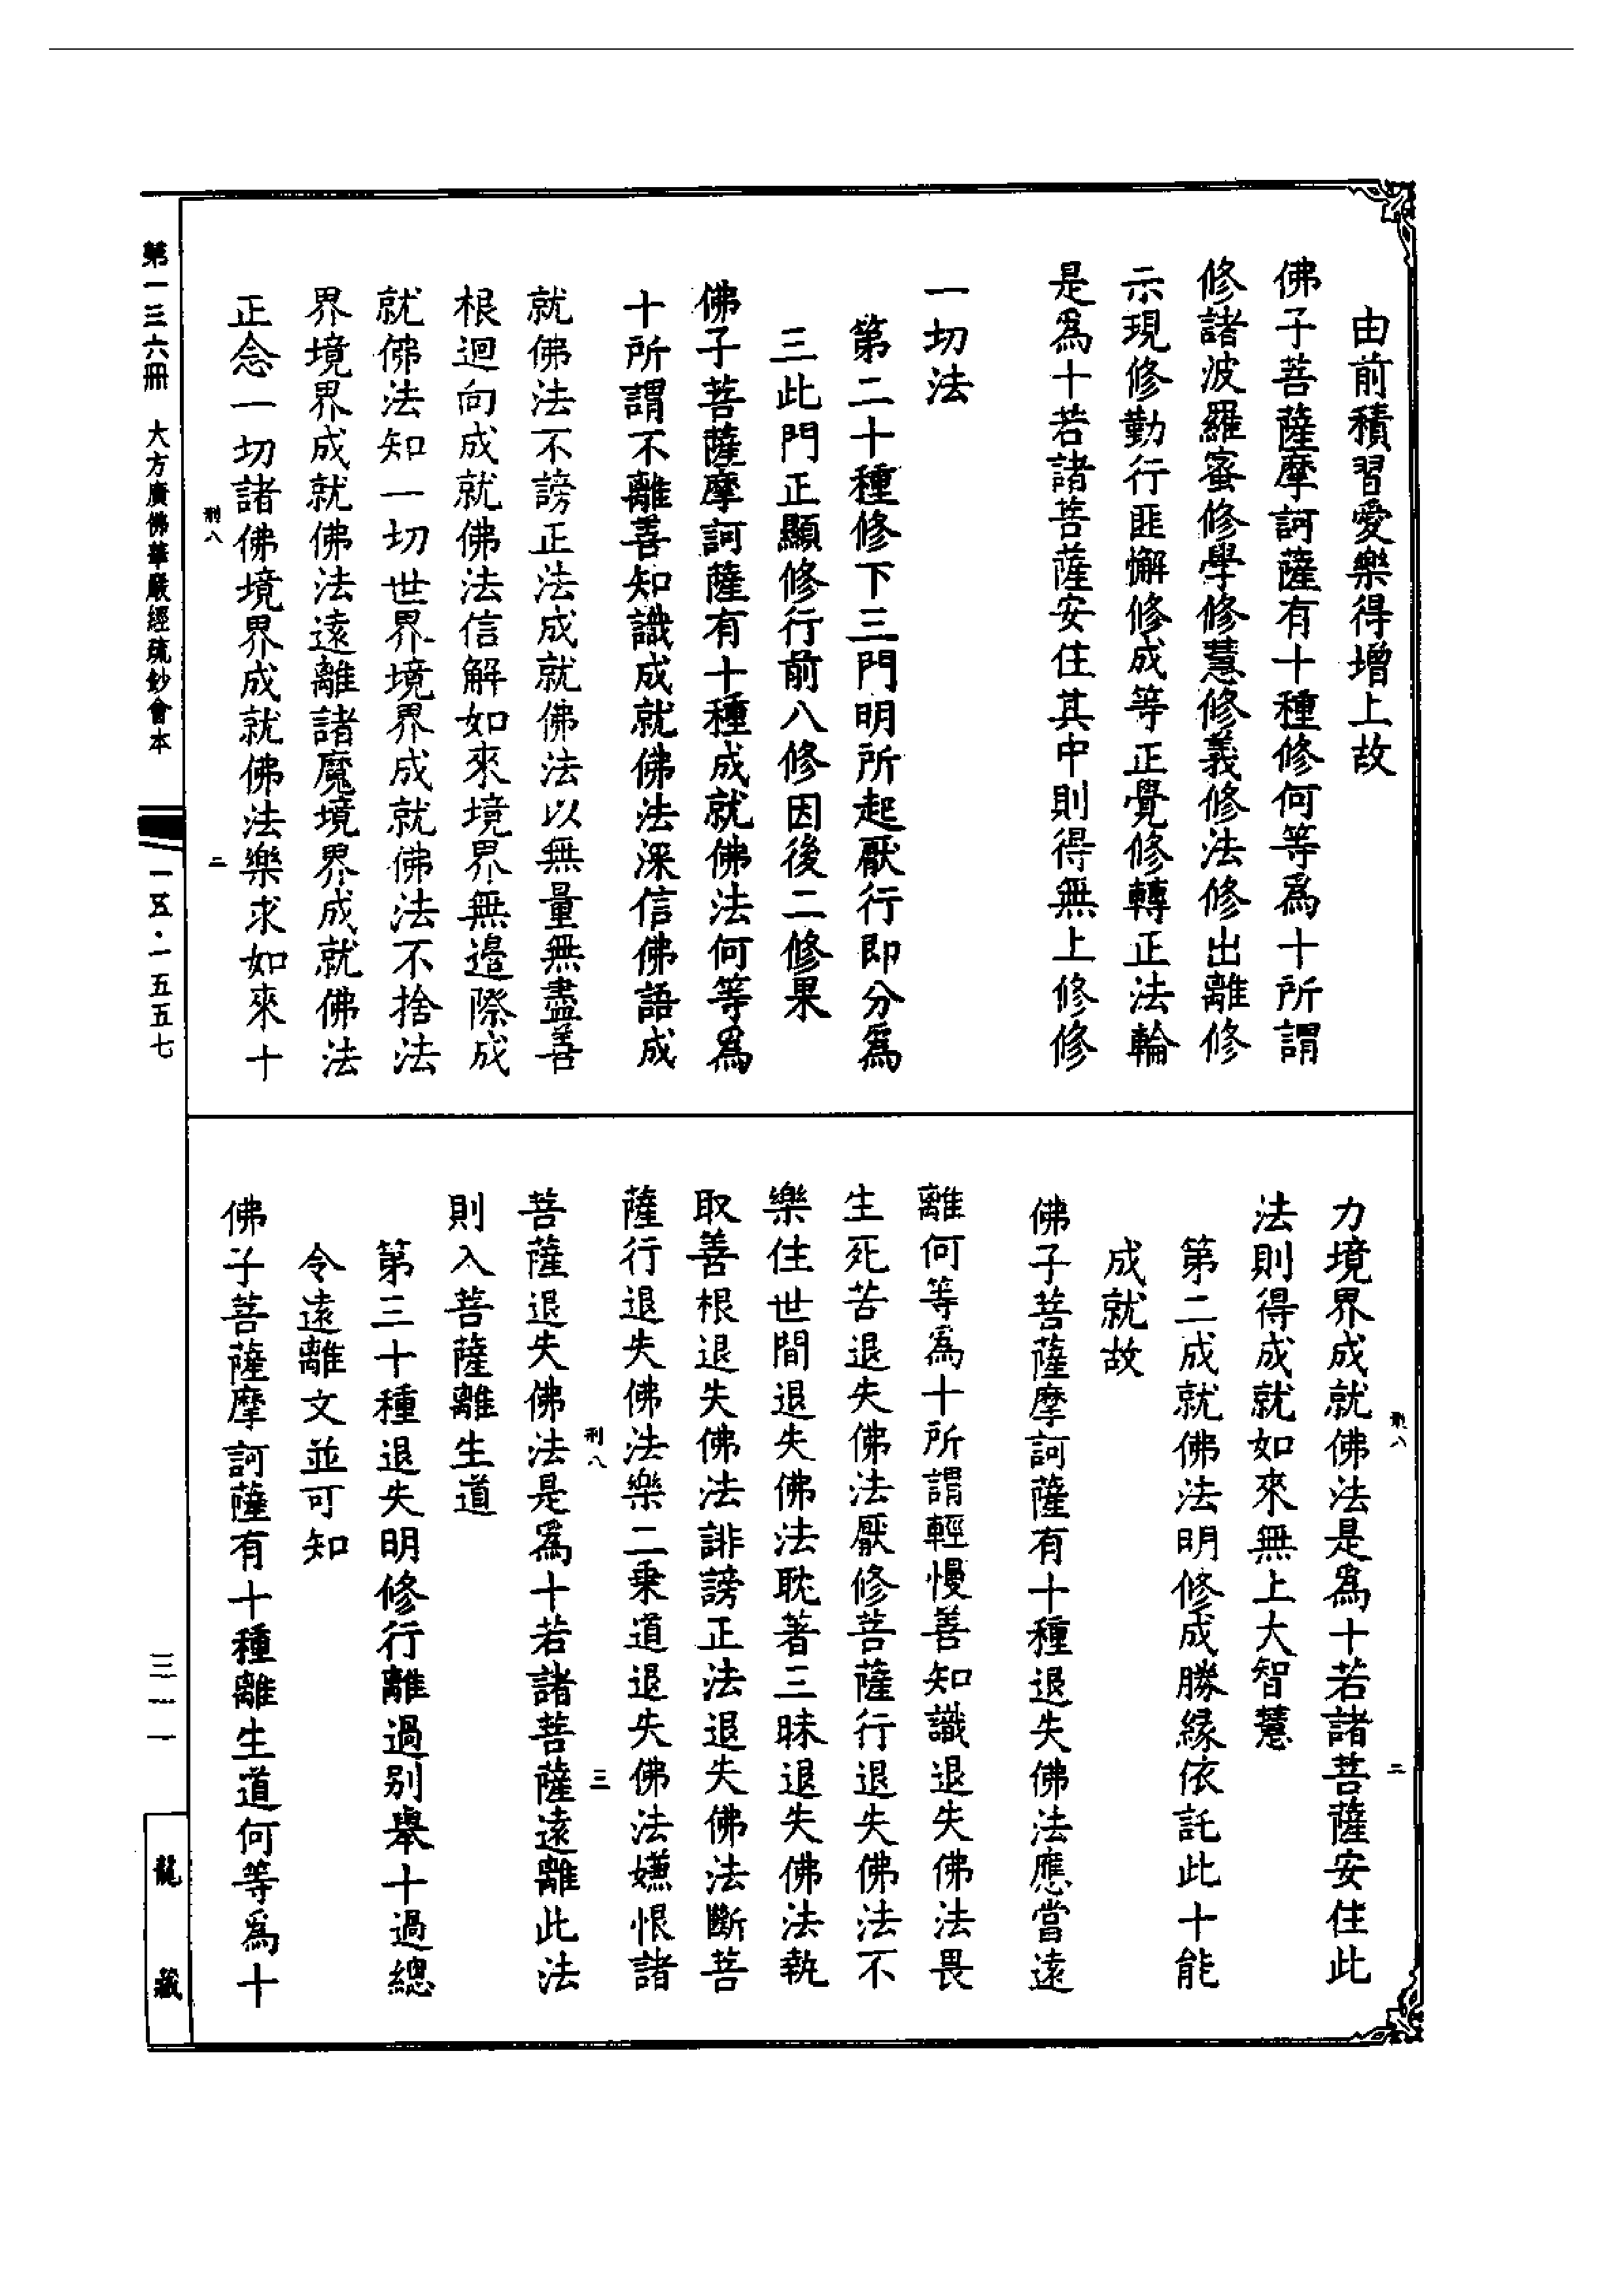 由前積習愛樂得增上故
佛子菩薩摩訶薩有十種修何等爲十所謂
修諸波羅蜜修學修慧修義修法修出離修
示現修勤行匪懈修成等正覺修轉正法輪
是爲十若諸菩薩安住其中則得無上修修
一切法
第二十種修下三門明所起厭行即分爲
三此門正顯修行前八修因後二修果
佛子菩薩摩訶薩有十種成就佛法何等爲
十所謂不離善知識成就佛法深信佛語成
就佛法不謗正法成就佛法以無量無盡善
根迴向成就佛法信解如來境界無邊際成
就佛法知一切世界境界成就佛法不捨法
界境界成就佛法遠離諸魔境界成就佛法
正念一切諸佛境界成就佛法樂求如來十
刑八
二
力境界成就佛法是爲十若諸菩薩安住此
法則得成就如來無上大智慧
第二成就佛法明修成勝緣依託此十能
成就故
佛子菩薩摩訶薩有十種退失佛法應當遠
離何等爲十所謂輕慢善知識退失佛法畏
生死苦退失佛法厭修菩薩行退失佛法不
樂住世間退失佛法耽著三昧退失佛法執
取善根退失佛法誹謗正法退失佛法斷菩
薩行退失佛法樂二乘道退失佛法嫌恨諸
菩薩退失佛法是爲十若諸菩薩遠離此法
則入菩薩離生道
第三十種退失明修行離過別舉十過總
令遠離文並可知
佛子菩薩摩訶薩有十種離生道何等爲十
刑八
二
刑八
三
第一三六冊 大方廣佛華嚴經疏鈔會本
一五·一五五七
三一一
龍藏